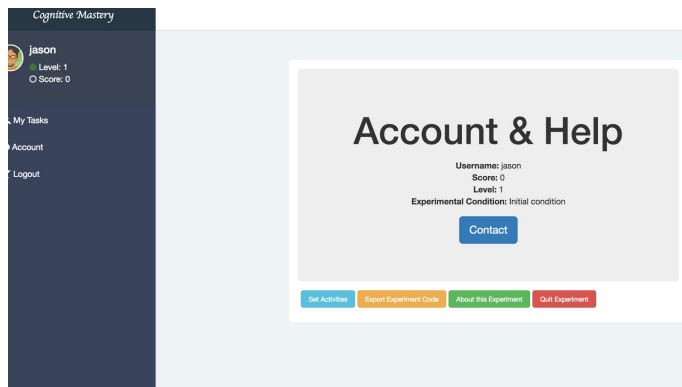 Cognitive Mastery
jason
Level: 1
Score: 0
My Tasks
Account
Logout
Account & Help
Username: jason
Score: 0
Level: 1
Experimental Condition: Initial condition
Contact
Set Activities Export Experiment Code About this Experiment Quit Experiment